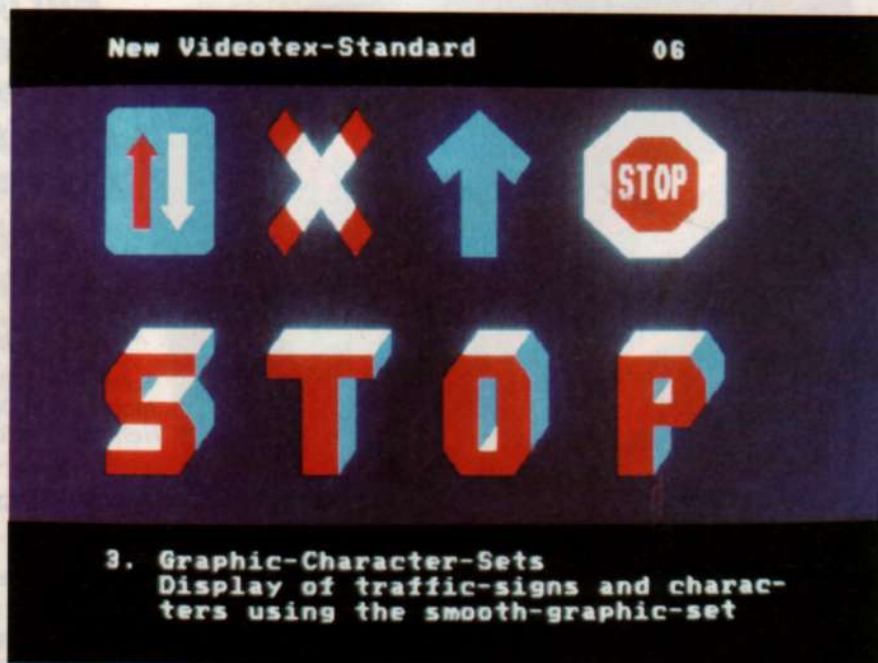 New Videotex-Standard 06
STOP
STOP
3. Graphic-Character-Sets
Display of traffic-signs and charac-
ters using the smooth-graphic-set